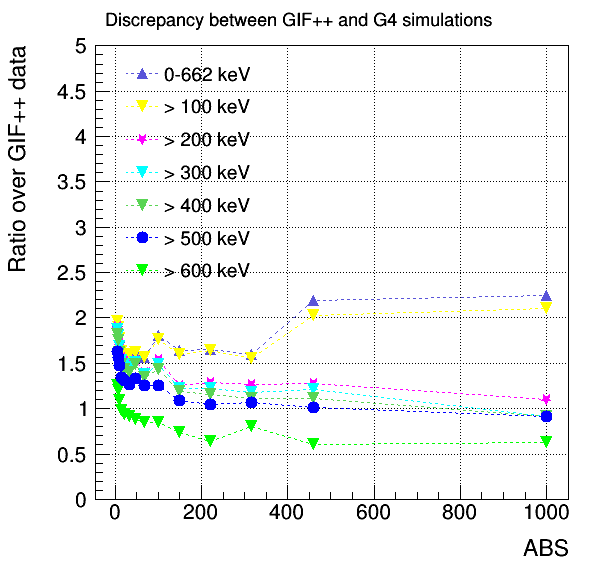 Discrepancy between GIF++ and G4 simulations
Ratio over GIF++ data
5
4.5
4
3.5
3
2.5
2
1.5
1
0.5
0
0-662 keV
> 100 keV
> 200 keV
> 300 keV
> 400 keV
> 500 keV
> 600 keV
0 200 400 600 800 1000
ABS